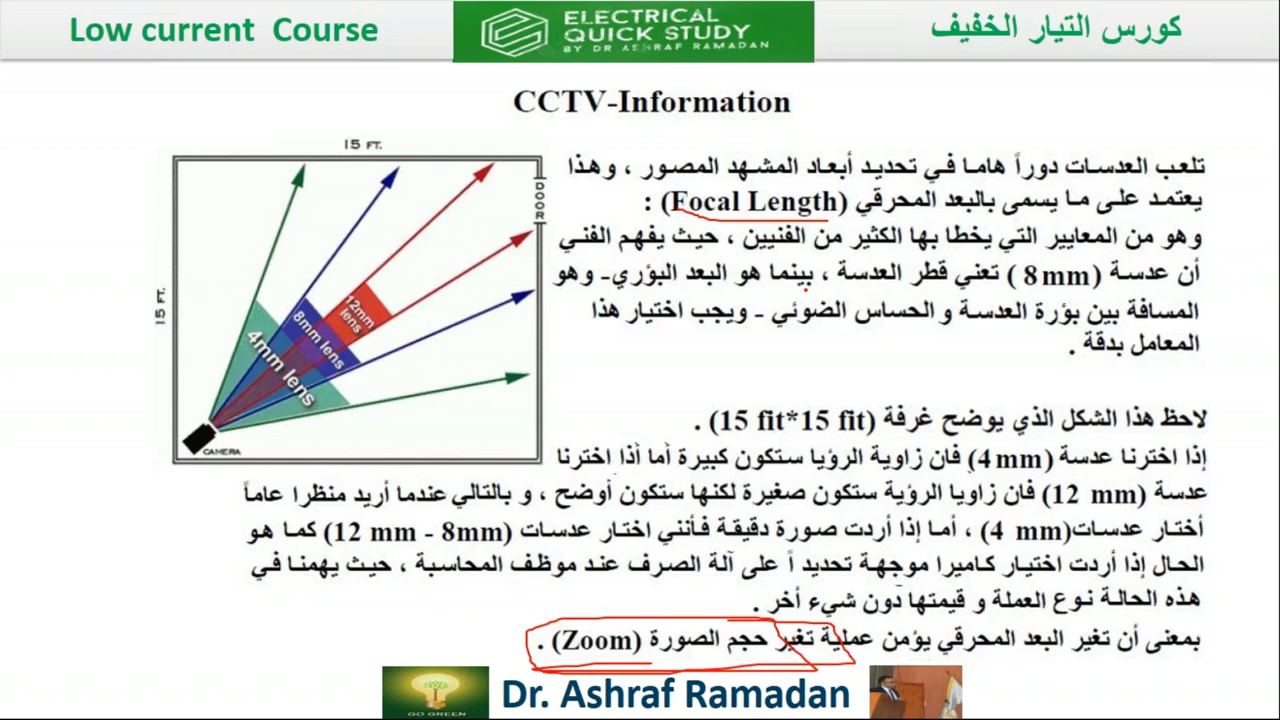 Low current Course
ELECTRICAL
QUICK STUDY
BY DR ASHRAF RAMADAN
كورس التيار الخفيف
CCTV-Information
15 FT.
15 FT.
DOOR
4mm lens
8mm lens
12mm lens
CAMERA
تلعب العدسات دوراً هاما في تحديد أبعاد المشهد المصور ، وهذا
يعتمد على ما يسمى بالبعد المحرقي (Focal Length) :
وهو من المعايير التي يخطا بها الكثير من الفنيين ، حيث يفهم الفني
أن عدسة (8mm ) تعني قطر العدسة ، بينما هو البعد البؤري- وهو
المسافة بين بؤرة العدسة و الحساس الضوئي - ويجب اختيار هذا
المعامل بدقة .
لاحظ هذا الشكل الذي يوضح غرفة (15 fit*15 fit) .
إذا اخترنا عدسة (4mm) فان زاوية الرؤيا ستكون كبيرة أما أذا اخترنا
عدسة (12 mm) فان زاويا الرؤية ستكون صغيرة لكنها ستكون أوضح ، و بالتالي عندما أريد منظرا عاماً
أختار عدسات(4 mm) ، أما إذا أردت صورة دقيقة فأنني اختار عدسات (12 mm - 8mm) كما هو
الحال إذا أردت اختيار كاميرا موجهة تحديد اً على آلة الصرف عند موظف المحاسبة ، حيث يهمنا في
هذه الحالة نوع العملة و قيمتها دون شيء أخر .
بمعنى أن تغير البعد المحرقي يؤمن عملية تغير حجم الصورة (Zoom) .
GO GREEN
Dr. Ashraf Ramadan